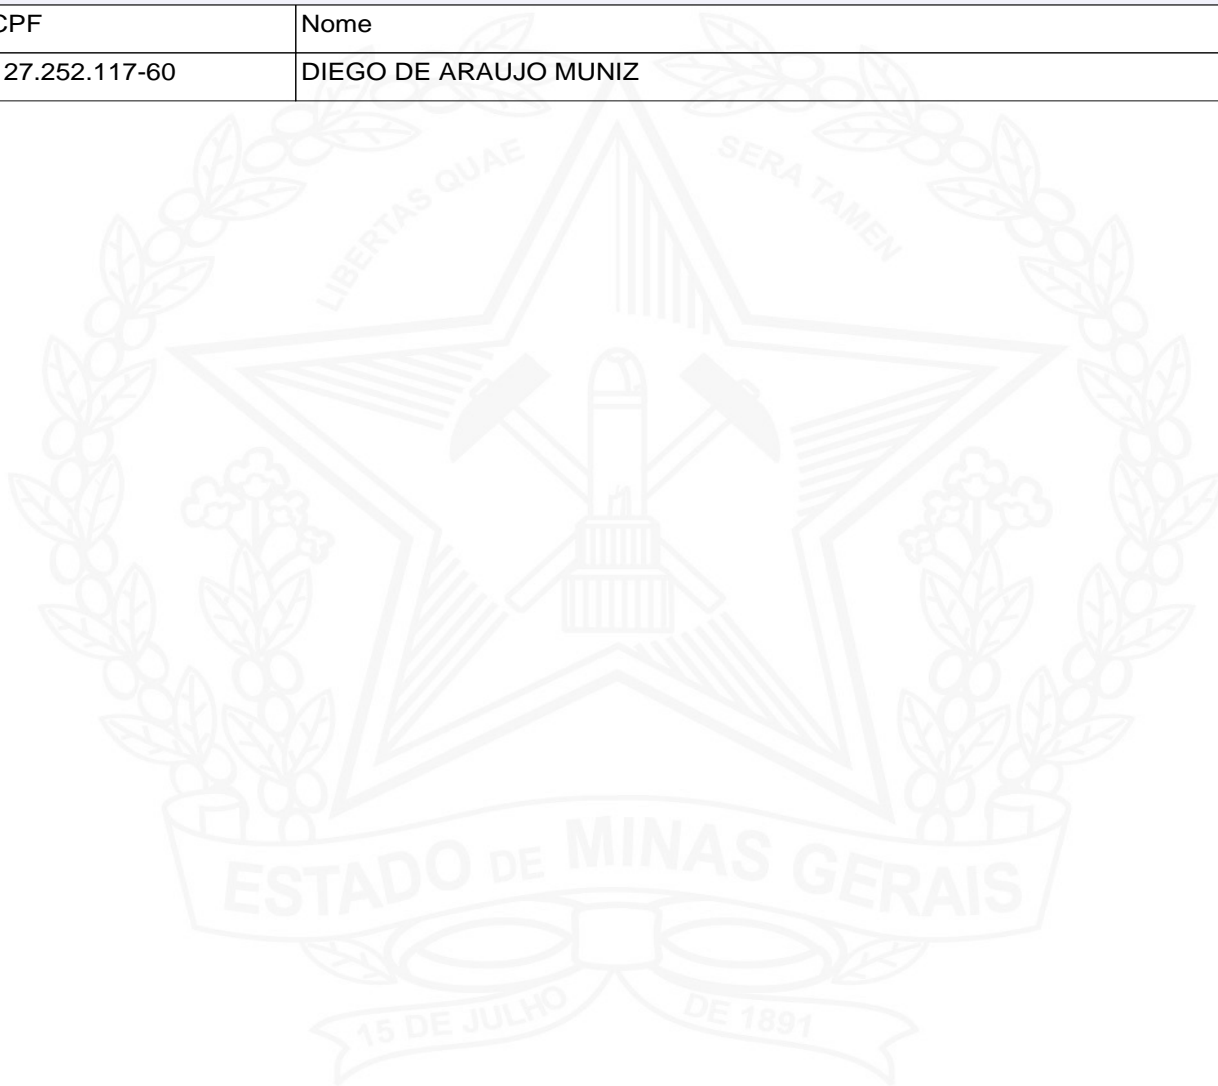 CPF Nome
27.252.117-60 DIEGO DE ARAUJO MUNIZ
LIBERTAS QUAE SERA TAMEN
ESTADO DE MINAS GERAIS
15 DE JULHO DE 1891